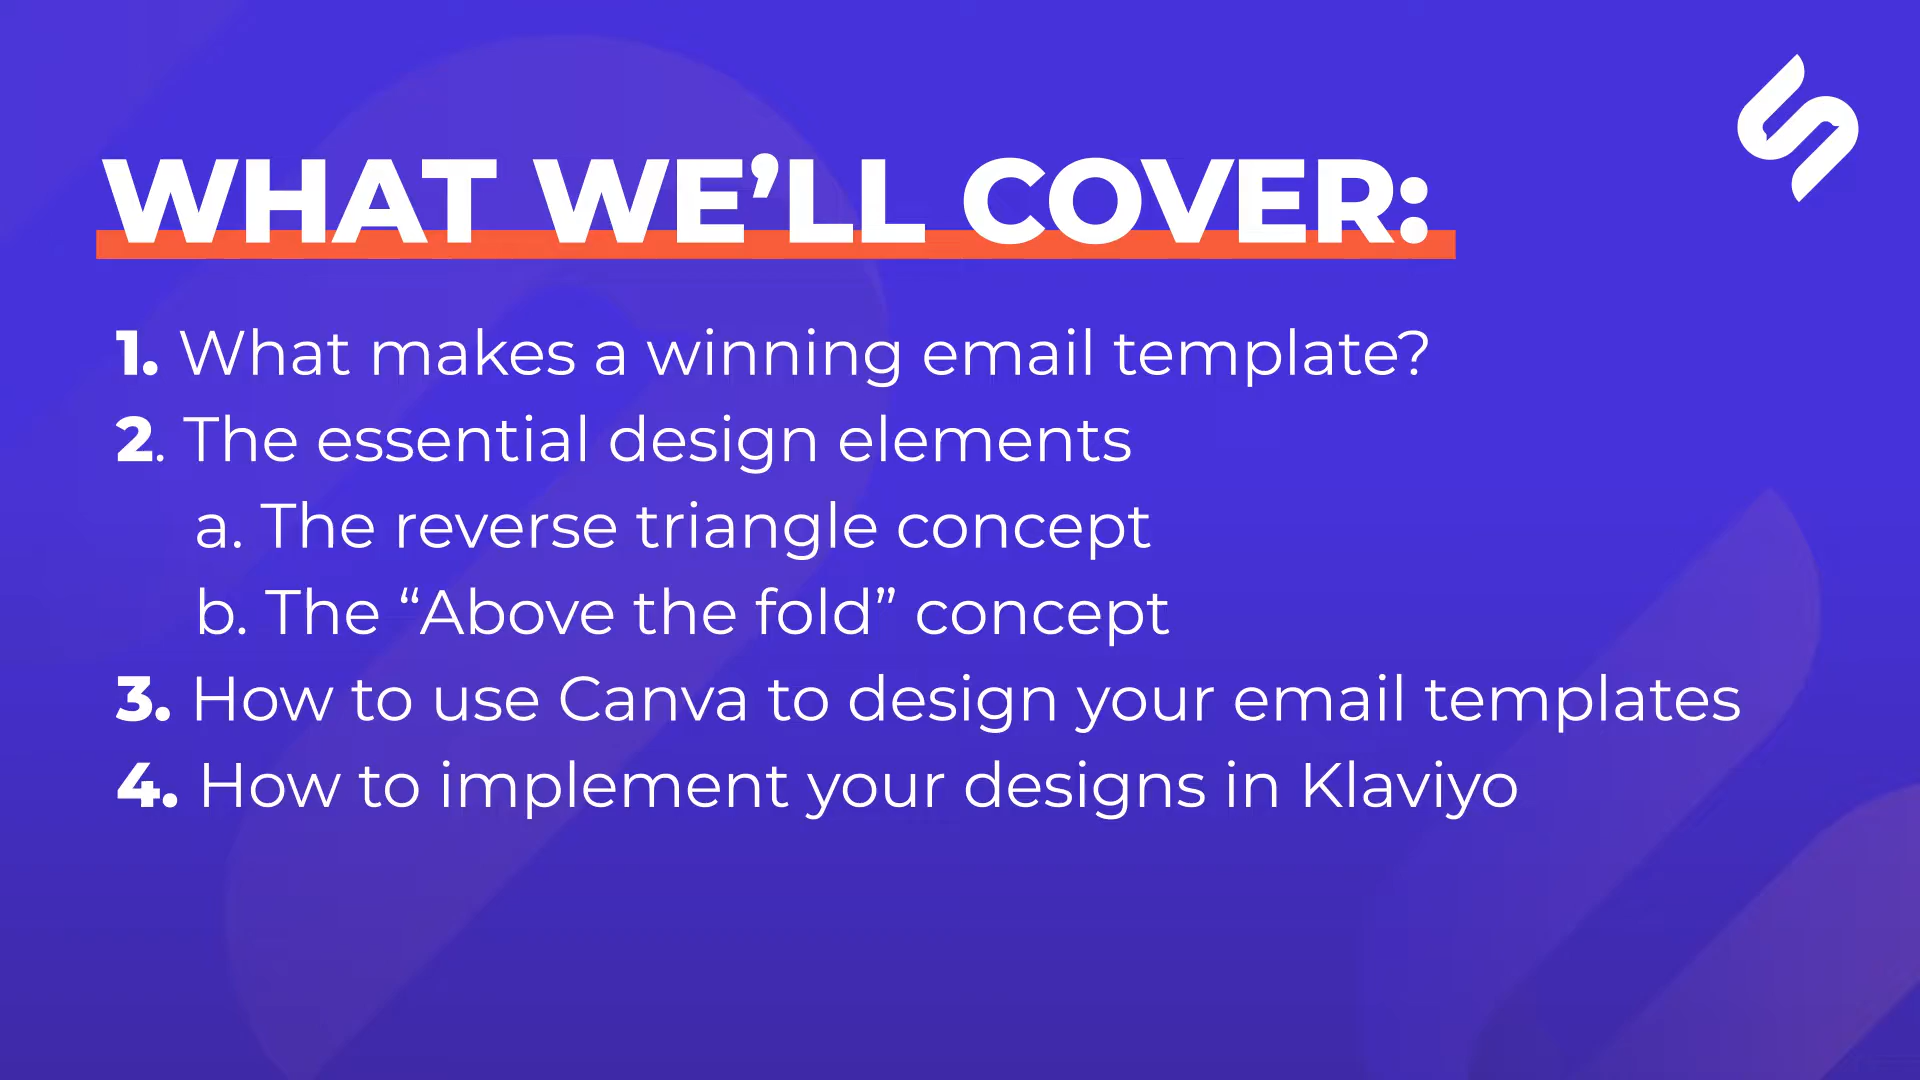 WHAT WE’LL COVER:
1. What makes a winning email template?
2. The essential design elements
a. The reverse triangle concept
b. The “Above the fold” concept
3. How to use Canva to design your email templates
4. How to implement your designs in Klaviyo